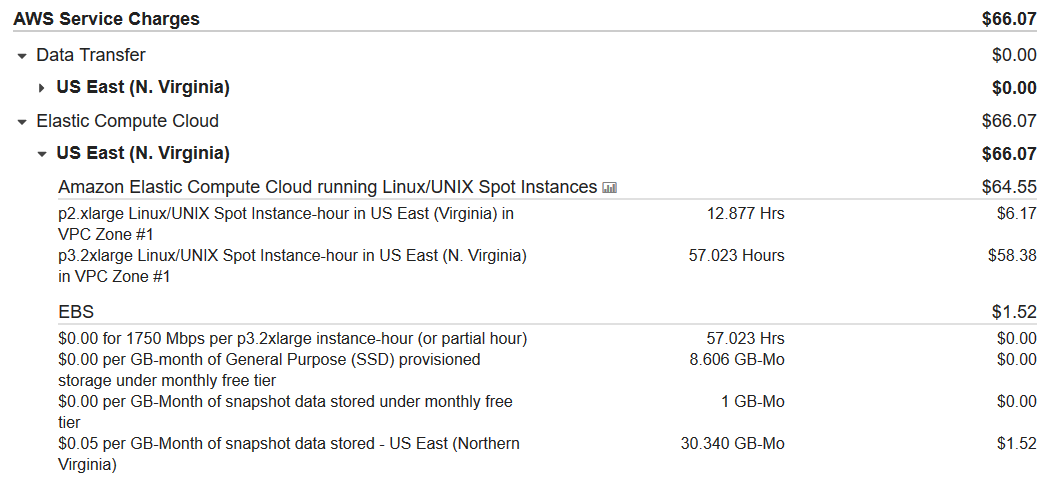 AWS Service Charges $66.07
Data Transfer $0.00
US East (N. Virginia) $0.00
Elastic Compute Cloud $66.07
US East (N. Virginia) $66.07
Amazon Elastic Compute Cloud running Linux/UNIX Spot Instances $64.55
p2.xlarge Linux/UNIX Spot Instance-hour in US East (Virginia) in 12.877 Hrs $6.17
VPC Zone #1
p3.2xlarge Linux/UNIX Spot Instance-hour in US East (N. Virginia) 57.023 Hours $58.38
in VPC Zone #1
EBS $1.52
$0.00 for 1750 Mbps per p3.2xlarge instance-hour (or partial hour) 57.023 Hrs $0.00
$0.00 per GB-month of General Purpose (SSD) provisioned 8.606 GB-Mo $0.00
storage under monthly free tier
$0.00 per GB-Month of snapshot data stored under monthly free 1 GB-Mo $0.00
tier
$0.05 per GB-Month of snapshot data stored - US East (Northern 30.340 GB-Mo $1.52
Virginia)